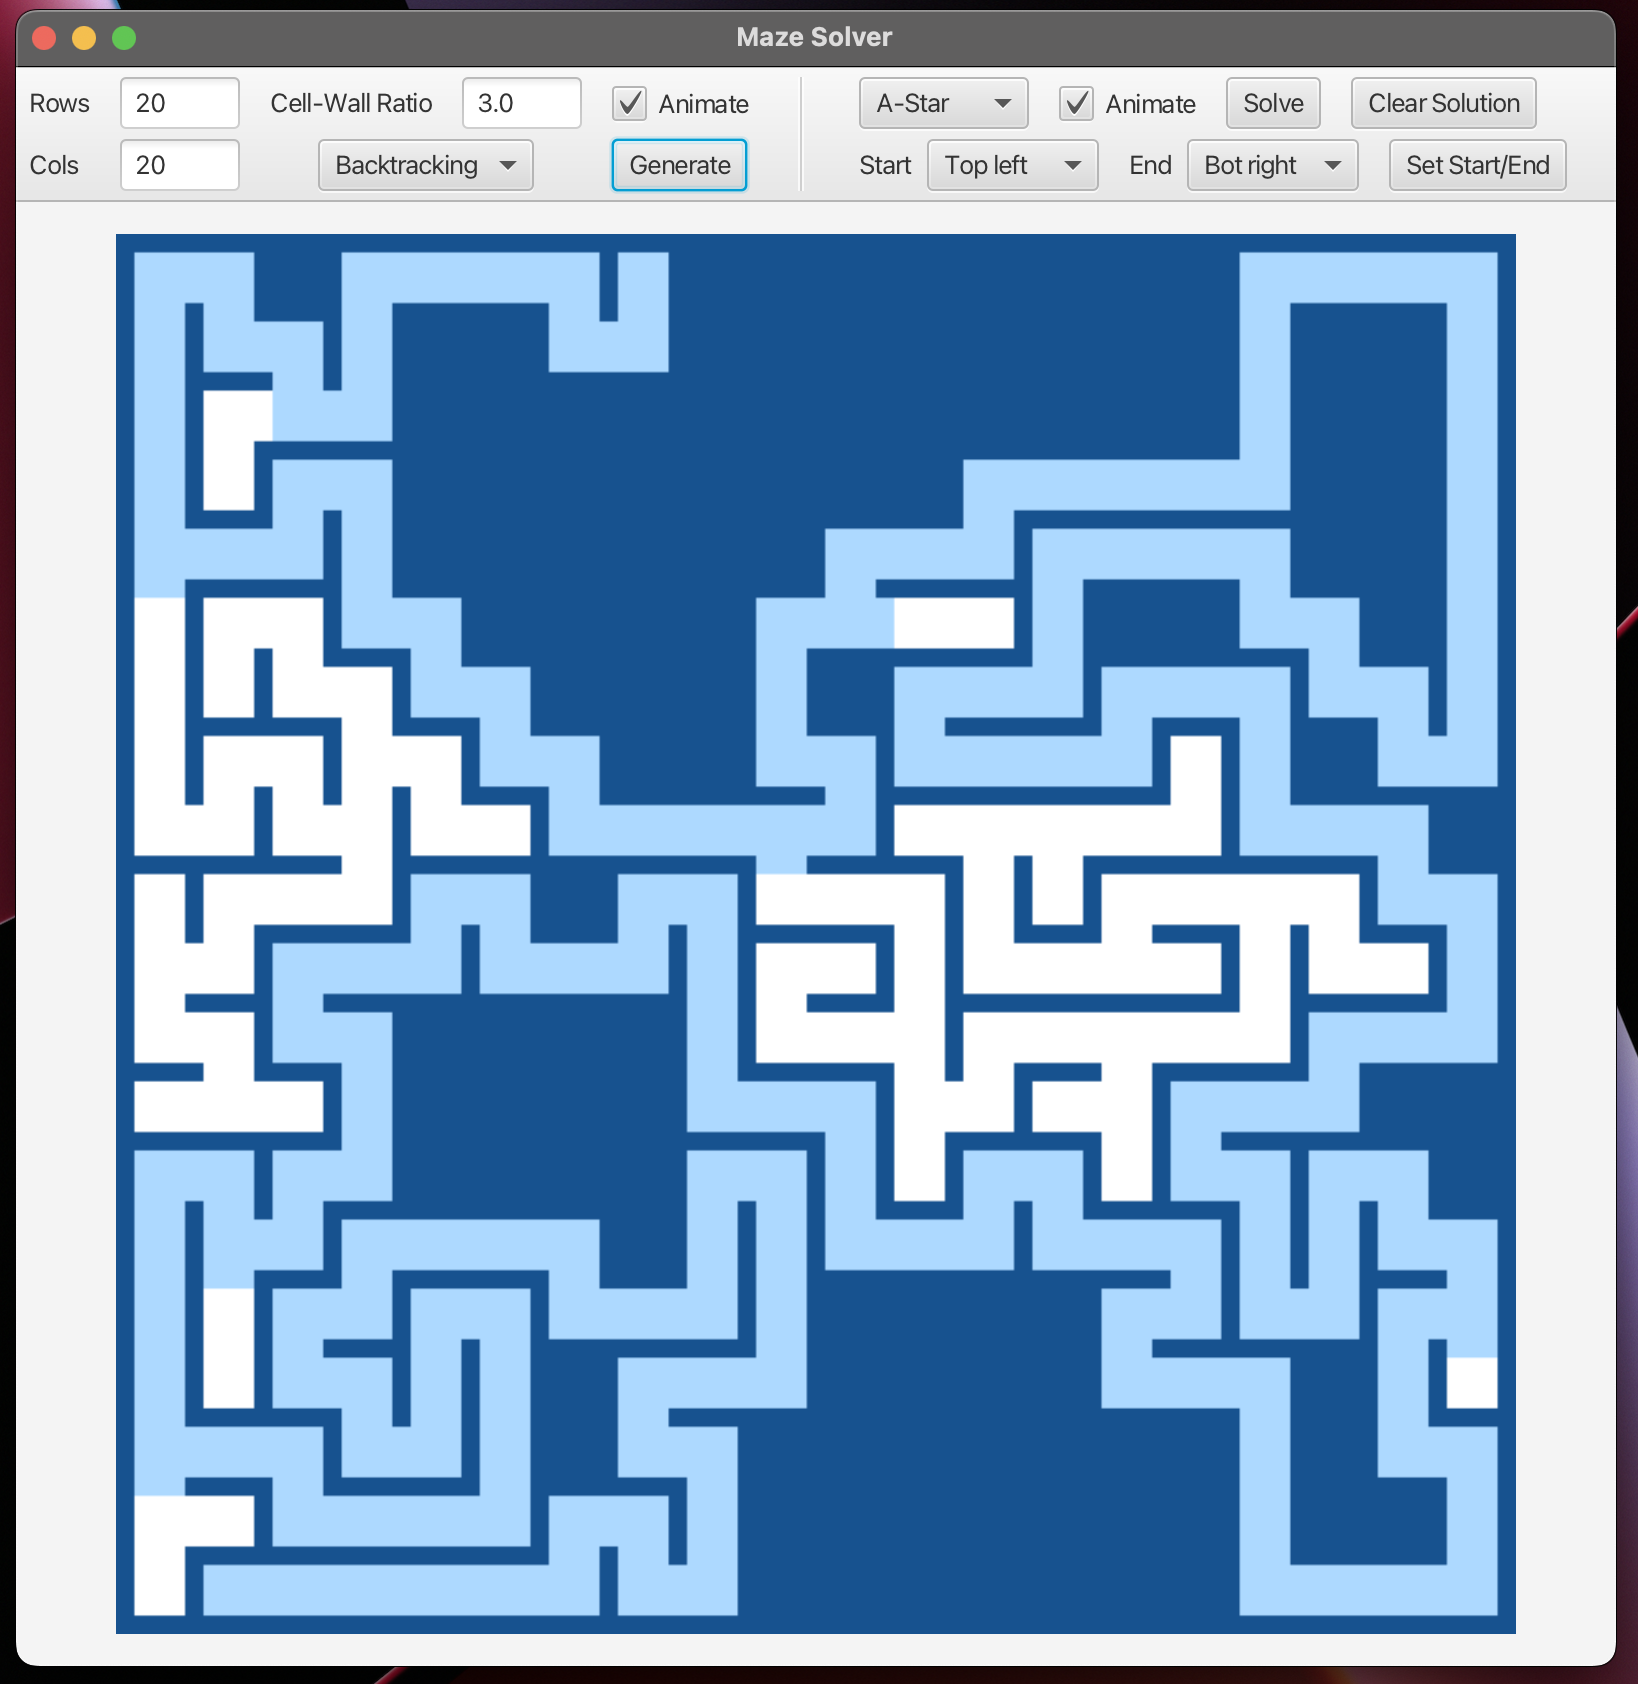 Maze Solver
Rows 20 Cell-Wall Ratio 3.0 Animate A-Star Animate Solve Clear Solution
Cols 20 Backtracking Generate Start Top left End Bot right Set Start/End